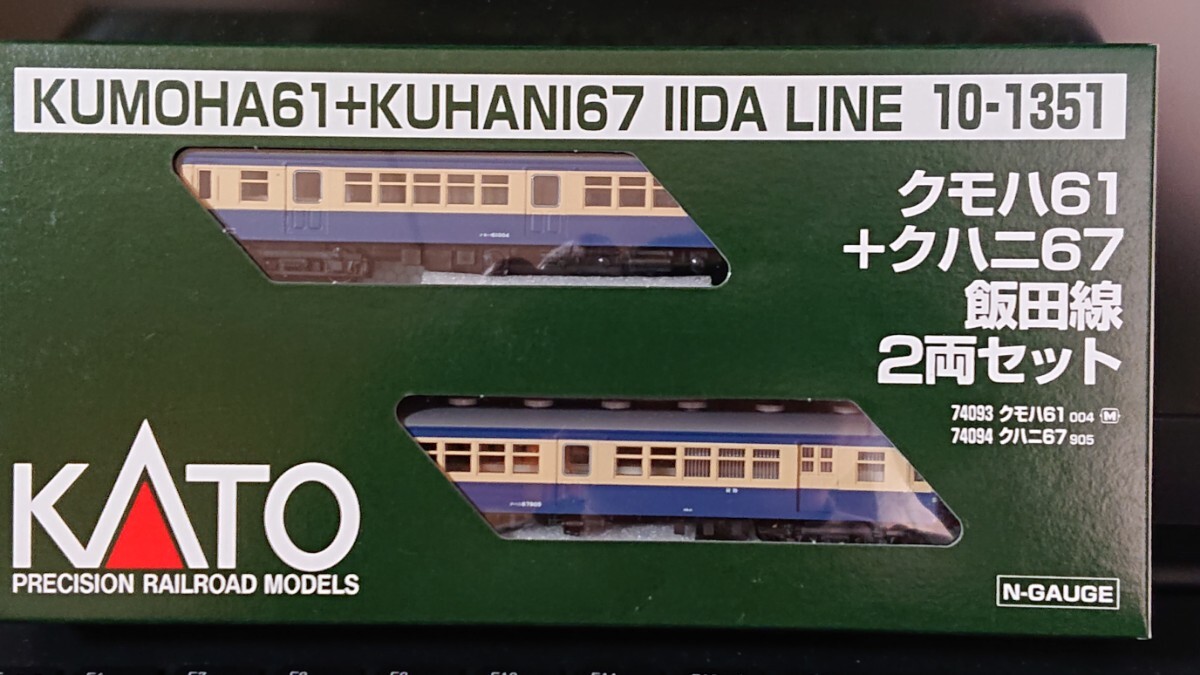 KUMOHA61+KUHANI67 IIDA LINE 10-1351
クモハ61
+クハニ67
飯田線
2両セット
74093 クモハ61 004 M
74094 クハニ67 905
KATO
PRECISION RAILROAD MODELS
N-GAUGE